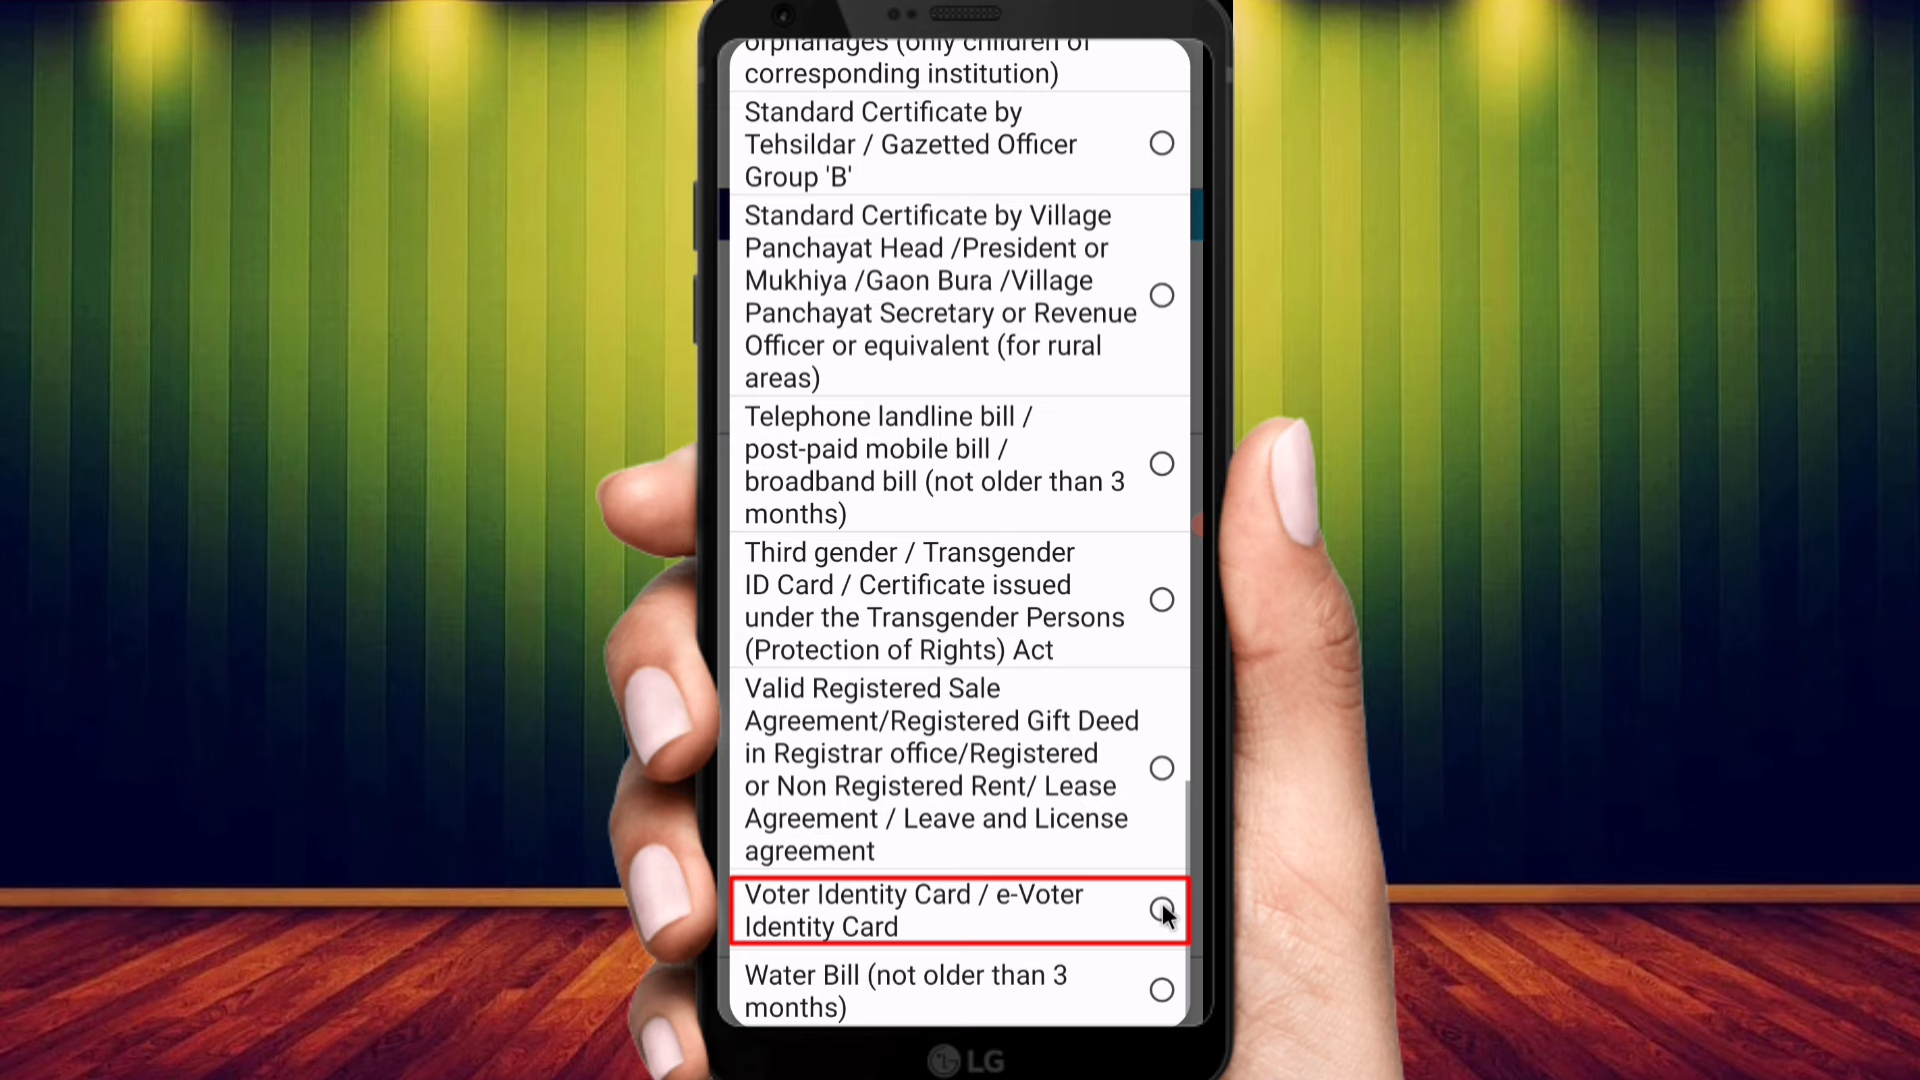 orphanages (only children of
corresponding institution)
Standard Certificate by
Tehsildar / Gazetted Officer
Group 'B'
Standard Certificate by Village
Panchayat Head /President or
Mukhiya /Gaon Bura /Village
Panchayat Secretary or Revenue
Officer or equivalent (for rural
areas)
Telephone landline bill /
post-paid mobile bill /
broadband bill (not older than 3
months)
Third gender / Transgender
ID Card / Certificate issued
under the Transgender Persons
(Protection of Rights) Act
Valid Registered Sale
Agreement/Registered Gift Deed
in Registrar office/Registered
or Non Registered Rent/ Lease
Agreement / Leave and License
agreement
Voter Identity Card / e-Voter
Identity Card
Water Bill (not older than 3
months)
LG